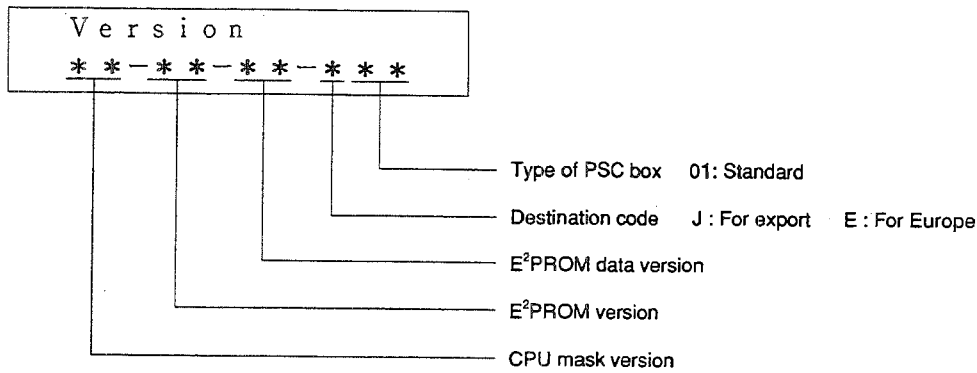 Version
**-**-**-***
Type of PSC box 01: Standard
Destination code J : For export E : For Europe
E²PROM data version
E²PROM version
CPU mask version